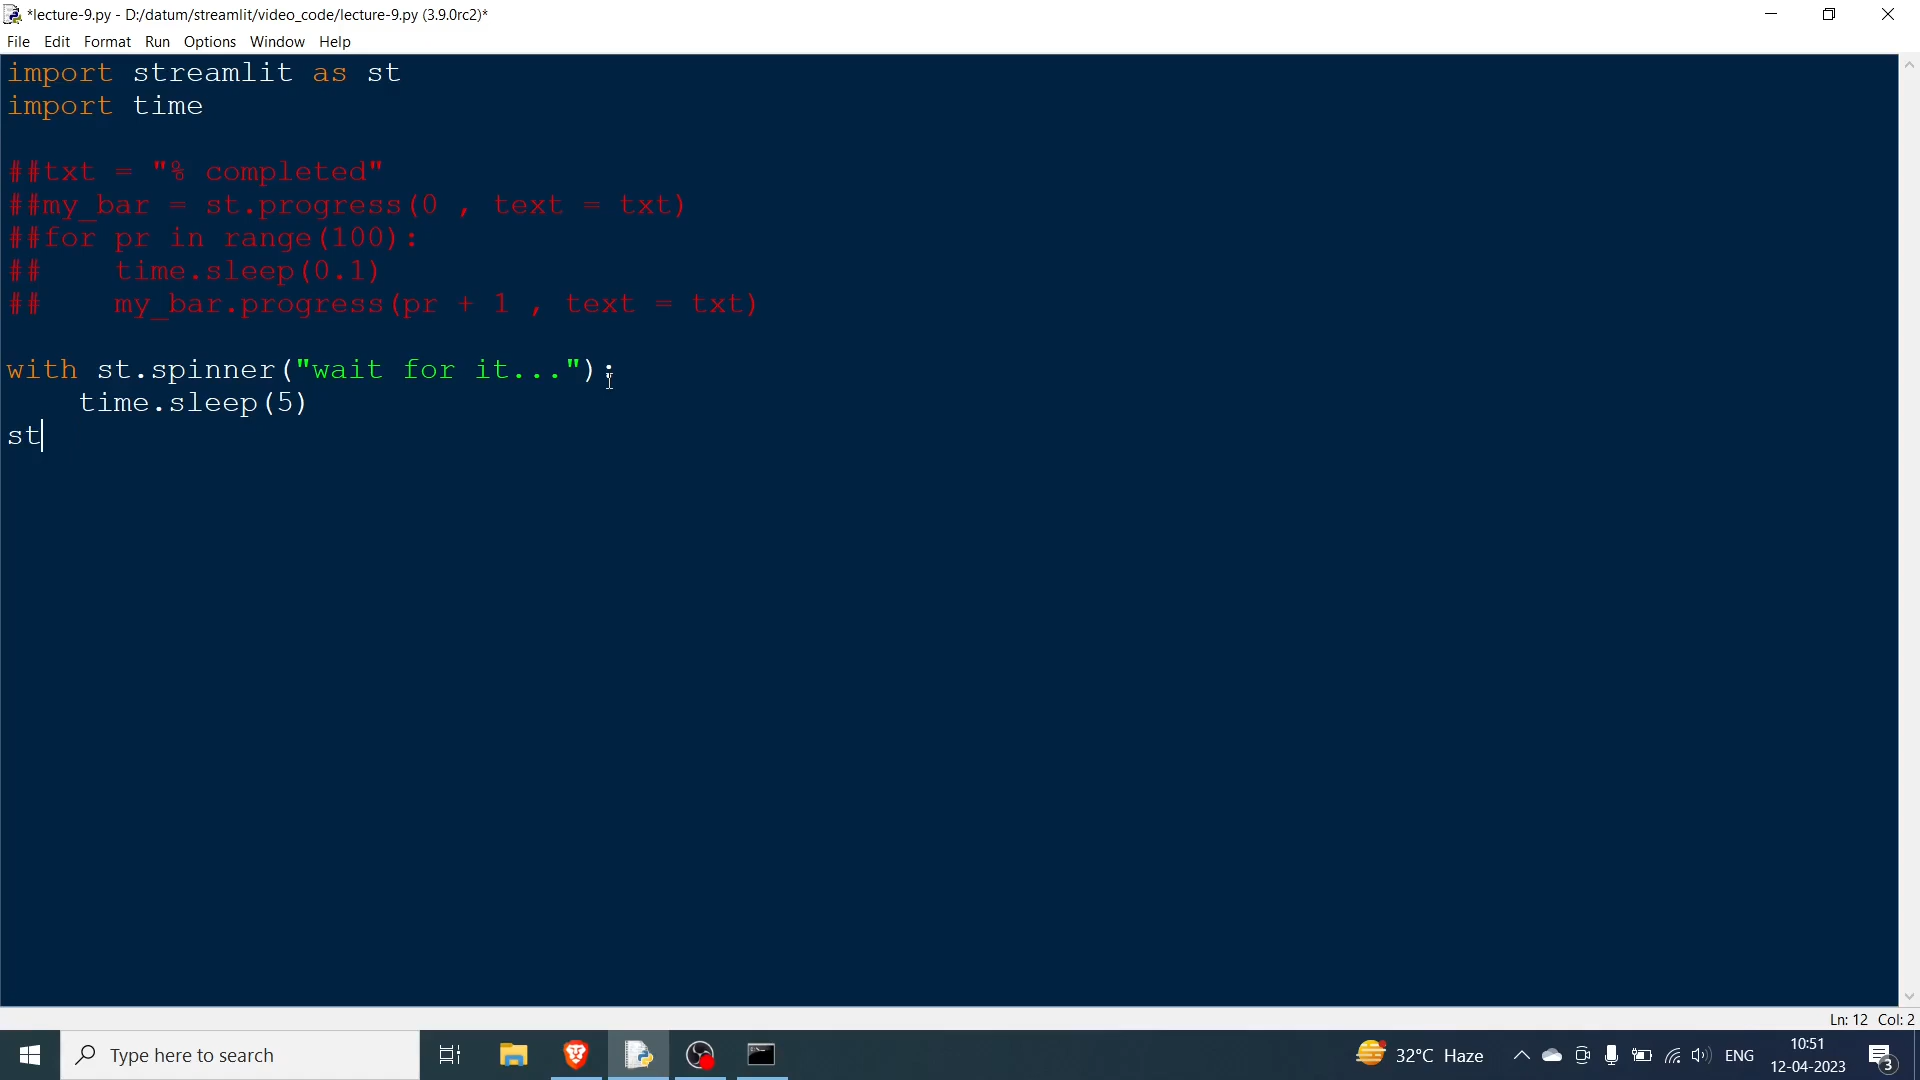 *lecture-9.py - D:/datum/streamlit/video_code/lecture-9.py (3.9.0rc2)*
File Edit Format Run Options Window Help
import streamlit as st
import time
##txt = "% completed"
##my_bar = st.progress(0 , text = txt)
##for pr in range(100):
##    time.sleep(0.1)
##    my_bar.progress(pr + 1 , text = txt)
with st.spinner("wait for it..."):
    time.sleep(5)
st
Ln: 12 Col: 2
Type here to search
32°C Haze
ENG
10:51
12-04-2023
3